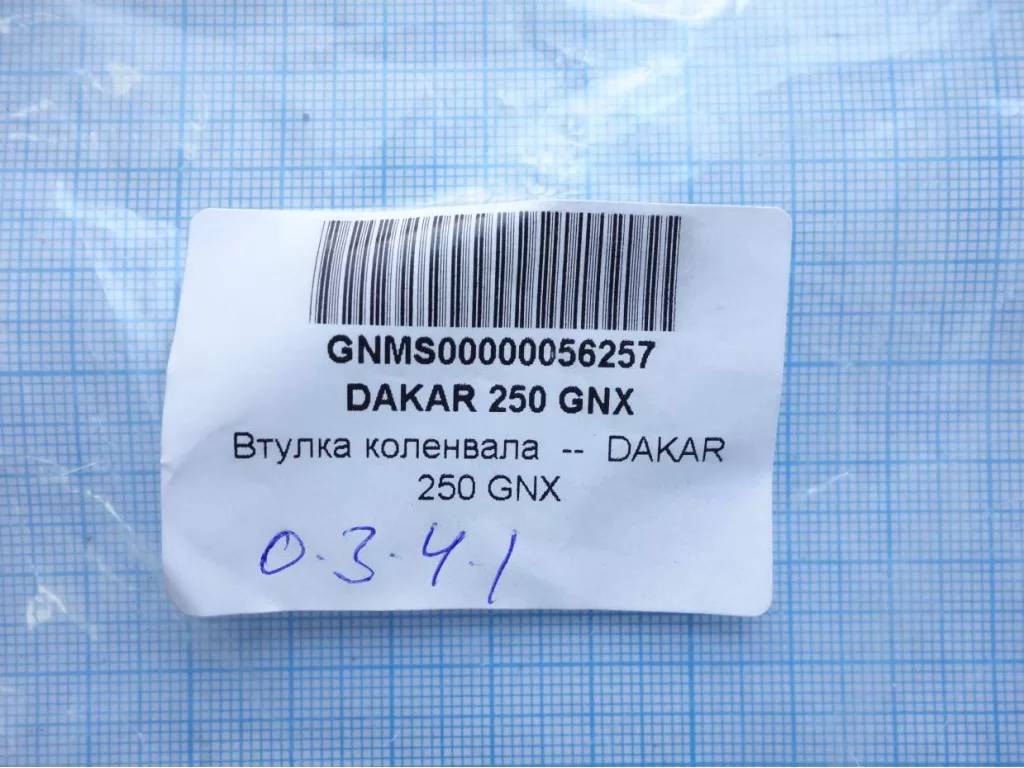 GNMS00000056257
DAKAR 250 GNX
Втулка коленвала -- DAKAR
250 GNX
0.3.4.1